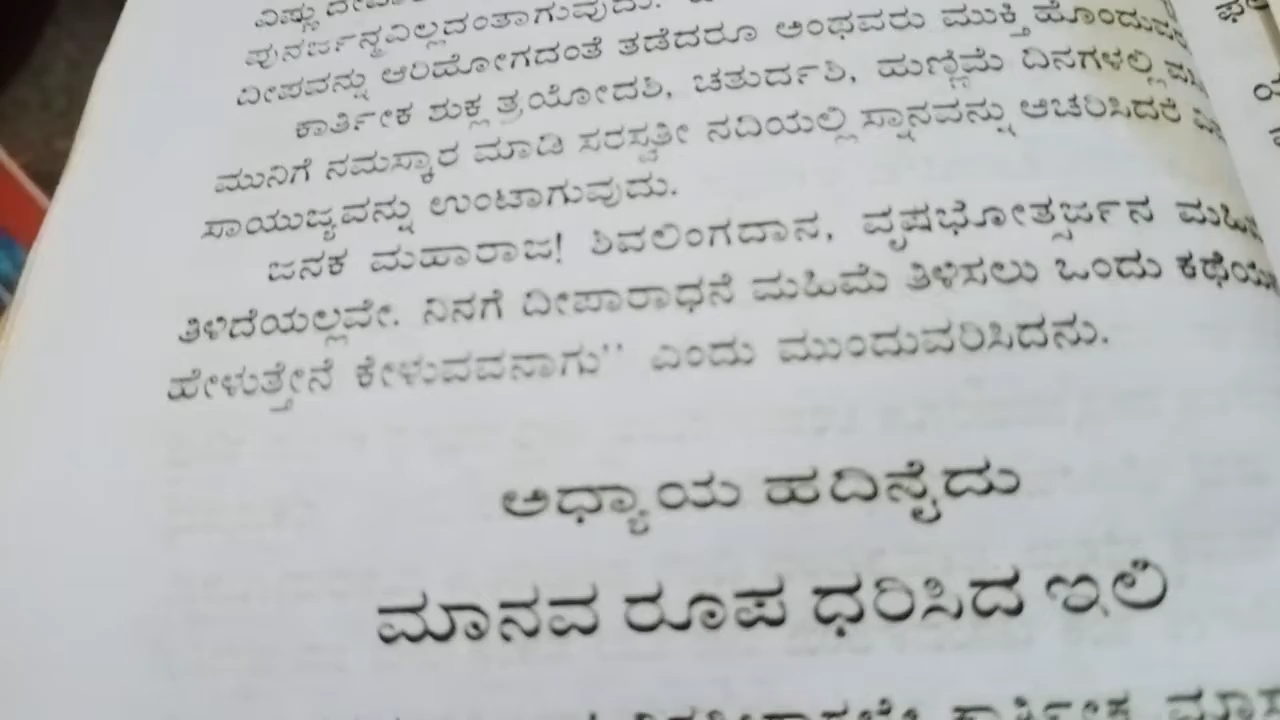 ವಿಷ್ಣು
ಪುನರ್ಜನ್ಮವಿಲ್ಲದಂತಾಗುವುದು.
ದೀಪವನ್ನು ಆರಿಹೋಗದಂತೆ ತಡೆದರೂ ಅಂಥವರು ಮುಕ್ತಿ
ಕಾರ್ತೀಕ ಶುಕ್ಲ ತ್ರಯೋದಶಿ, ಚತುರ್ದಶಿ, ಹುಣ್ಣಿಮೆ ದಿನಗಳಲ್ಲಿ
ಮುನಿಗೆ ನಮಸ್ಕಾರ ಮಾಡಿ ಸರಸ್ವತೀ ನದಿಯಲ್ಲಿ ಸ್ನಾನವನ್ನು ಆಚರಿಸಿದರೆ
ಸಾಯುಜ್ಯವನ್ನು ಉಂಟಾಗುವುದು.
ಜನಕ ಮಹಾರಾಜ! ಶಿವಲಿಂಗದಾನ, ವೃಷಭೋತ್ಸರ್ಜನ
ತಿಳಿದೆಯಲ್ಲವೇ. ನಿನಗೆ ದೀಪಾರಾಧನೆ ಮಹಿಮೆ ತಿಳಿಸಲು ಒಂದು
ಹೇಳುತ್ತೇನೆ ಕೇಳುವವನಾಗು'' ಎಂದು ಮುಂದುವರಿಸಿದನು.
ಅಧ್ಯಾಯ ಹದಿನೈದು
ಮಾನವ ರೂಪ ಧರಿಸಿದ ಇಲಿ